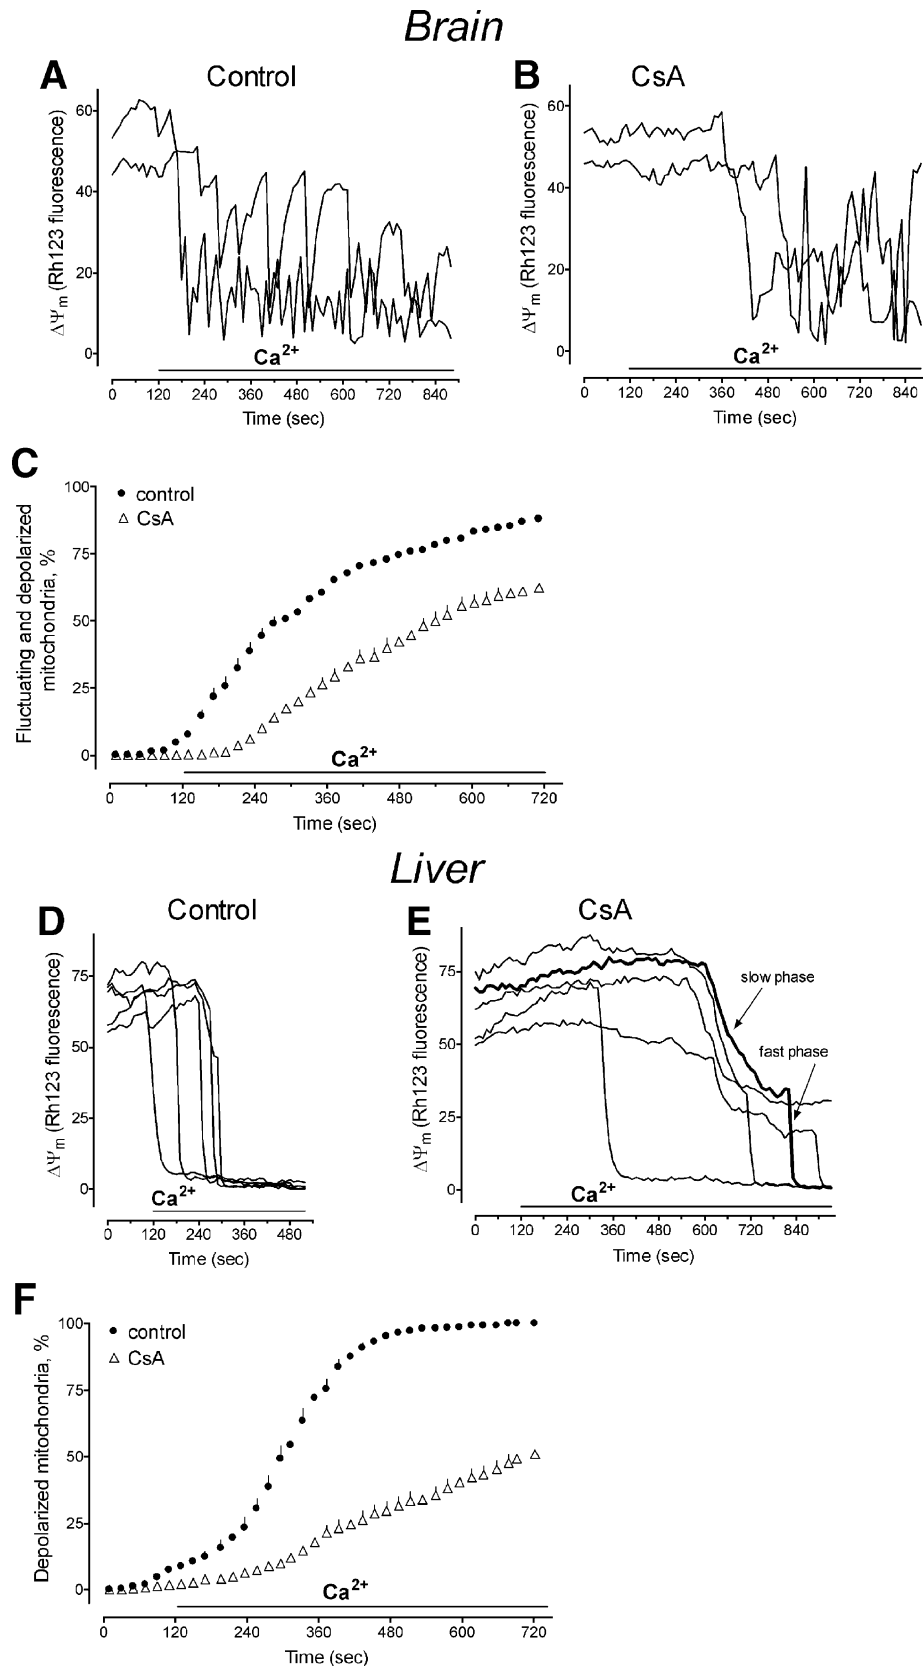 Brain
A Control
B CsA
ΔΨm (Rh123 fluorescence)
60
40
20
0
Ca2+
0 120 240 360 480 600 720 840
Time (sec)
ΔΨm (Rh123 fluorescence)
60
40
20
0
Ca2+
0 120 240 360 480 600 720 840
Time (sec)
C
Fluctuating and depolarized
mitochondria, %
100
75
50
25
0
control
CsA
Ca2+
0 120 240 360 480 600 720
Time (sec)
Liver
D Control
E CsA
ΔΨm (Rh123 fluorescence)
75
50
25
0
Ca2+
0 120 240 360 480
Time (sec)
ΔΨm (Rh123 fluorescence)
75
50
25
0
slow phase
fast phase
Ca2+
0 120 240 360 480 600 720 840
Time (sec)
F
Depolarized mitochondria, %
100
75
50
25
0
control
CsA
Ca2+
0 120 240 360 480 600 720
Time (sec)